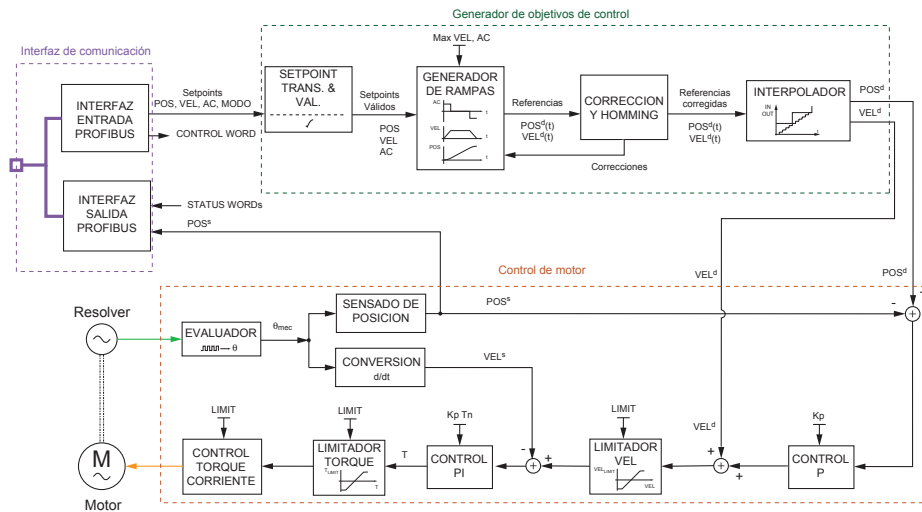 Generador de objetivos de control
Interfaz de comunicación
Max VEL, AC
INTERFAZ
ENTRADA
PROFIBUS
Setpoints
POS, VEL, AC, MODO
CONTROL WORD
SETPOINT
TRANS. &
VAL.
Setpoints
Válidos
POS
VEL
AC
GENERADOR
DE RAMPAS
AC
t
VEL
t
POS
t
Referencias
POSᵈ(t)
VELᵈ(t)
CORRECCION
Y HOMMING
Correcciones
Referencias
corregidas
POSᵈ(t)
VELᵈ(t)
INTERPOLADOR
IN
OUT
t
POSᵈ
VELᵈ
INTERFAZ
SALIDA
PROFIBUS
STATUS WORDs
POSˢ
VELᵈ
POSᵈ
Control de motor
Resolver
EVALUADOR
θ
θmec
SENSADO DE
POSICION
POSˢ
-
+
+
CONVERSION
d/dt
VELˢ
LIMIT
CONTROL
TORQUE
CORRIENTE
LIMIT
LIMITADOR
TORQUE
TLIMIT
T
T
Kp Tn
CONTROL
PI
-
+
+
LIMIT
LIMITADOR
VEL
VELLIMIT
VEL
VELᵈ
+
+
+
Kp
CONTROL
P
M
Motor